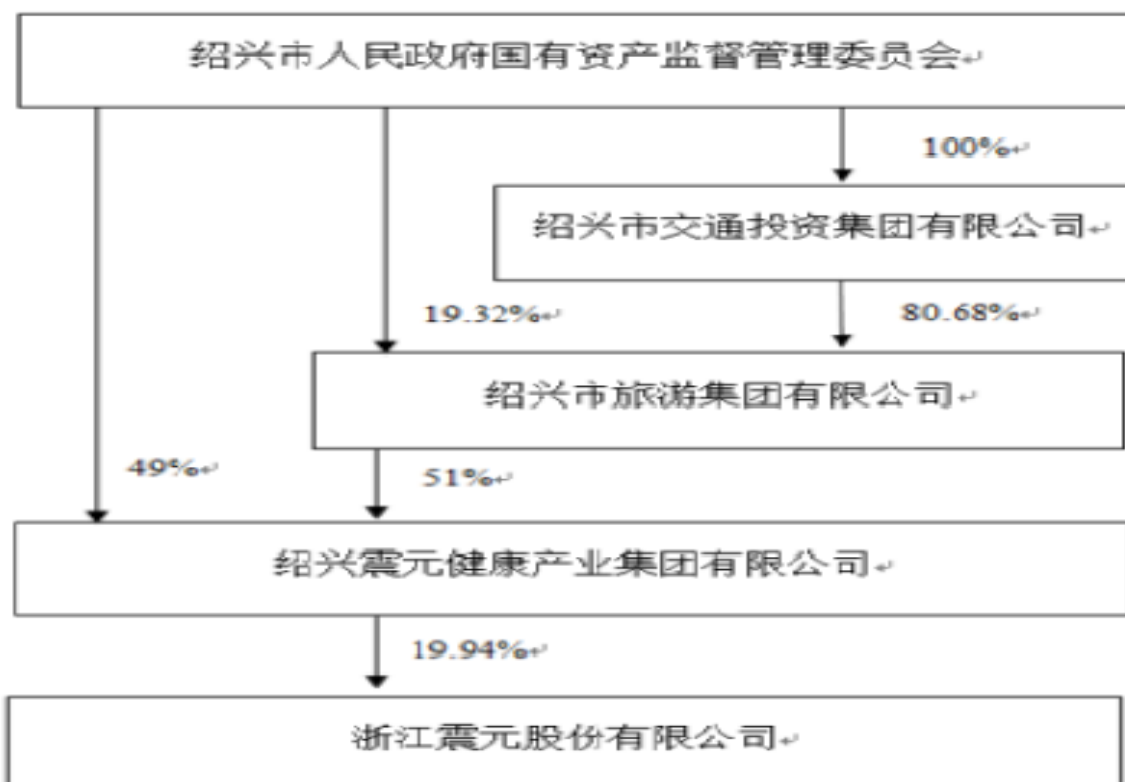 绍兴市人民政府国有资产监督管理委员会
100%
绍兴市交通投资集团有限公司
19.32%
80.68%
绍兴市旅游集团有限公司
49%
51%
绍兴震元健康产业集团有限公司
19.94%
浙江震元股份有限公司